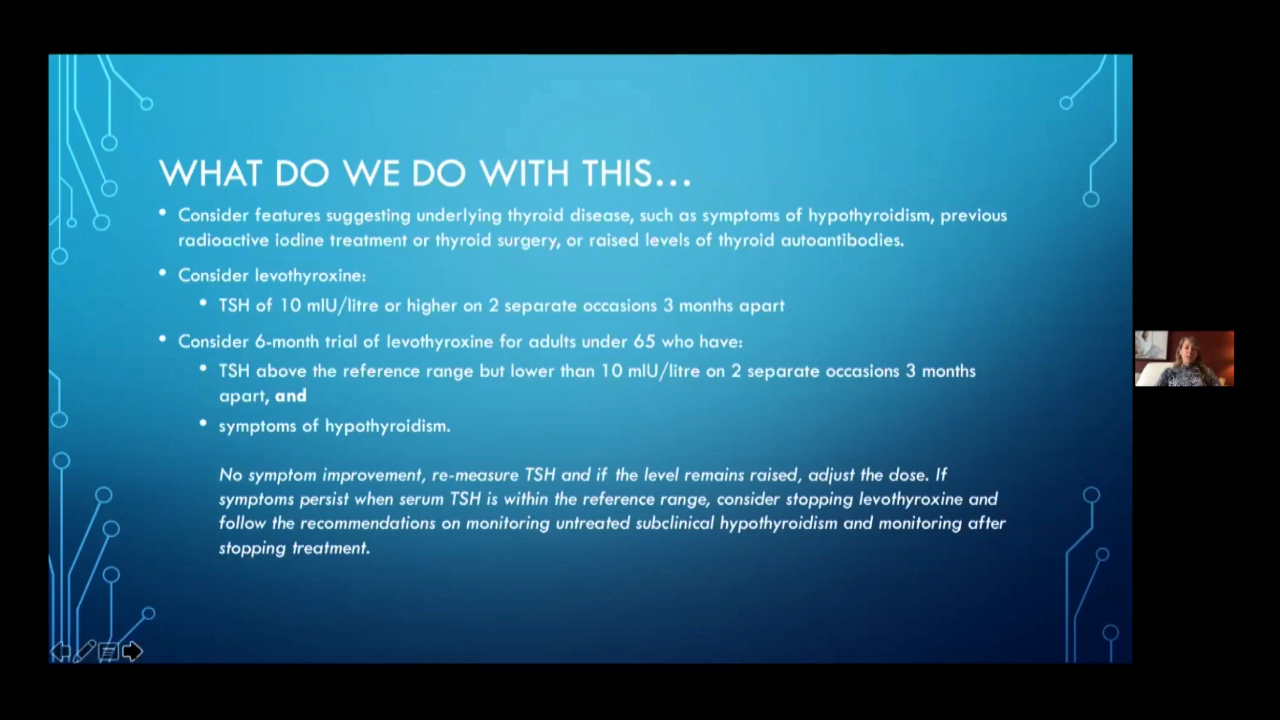 WHAT DO WE DO WITH THIS...
• Consider features suggesting underlying thyroid disease, such as symptoms of hypothyroidism, previous
radioactive iodine treatment or thyroid surgery, or raised levels of thyroid autoantibodies.
• Consider levothyroxine:
• TSH of 10 mlU/litre or higher on 2 separate occasions 3 months apart
• Consider 6-month trial of levothyroxine for adults under 65 who have:
• TSH above the reference range but lower than 10 mlU/litre on 2 separate occasions 3 months
apart, and
• symptoms of hypothyroidism.
No symptom improvement, re-measure TSH and if the level remains raised, adjust the dose. If
symptoms persist when serum TSH is within the reference range, consider stopping levothyroxine and
follow the recommendations on monitoring untreated subclinical hypothyroidism and monitoring after
stopping treatment.